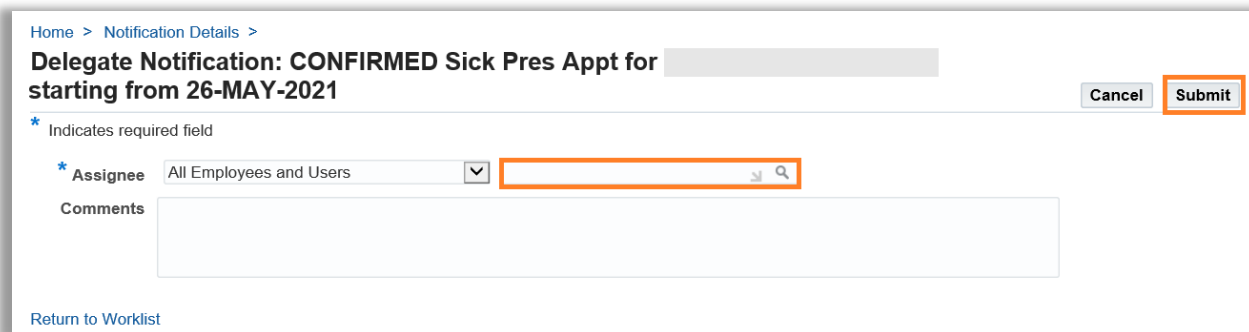 Home > Notification Details >
Delegate Notification: CONFIRMED Sick Pres Appt for
starting from 26-MAY-2021
Cancel Submit
* Indicates required field
* Assignee All Employees and Users
Comments
Return to Worklist